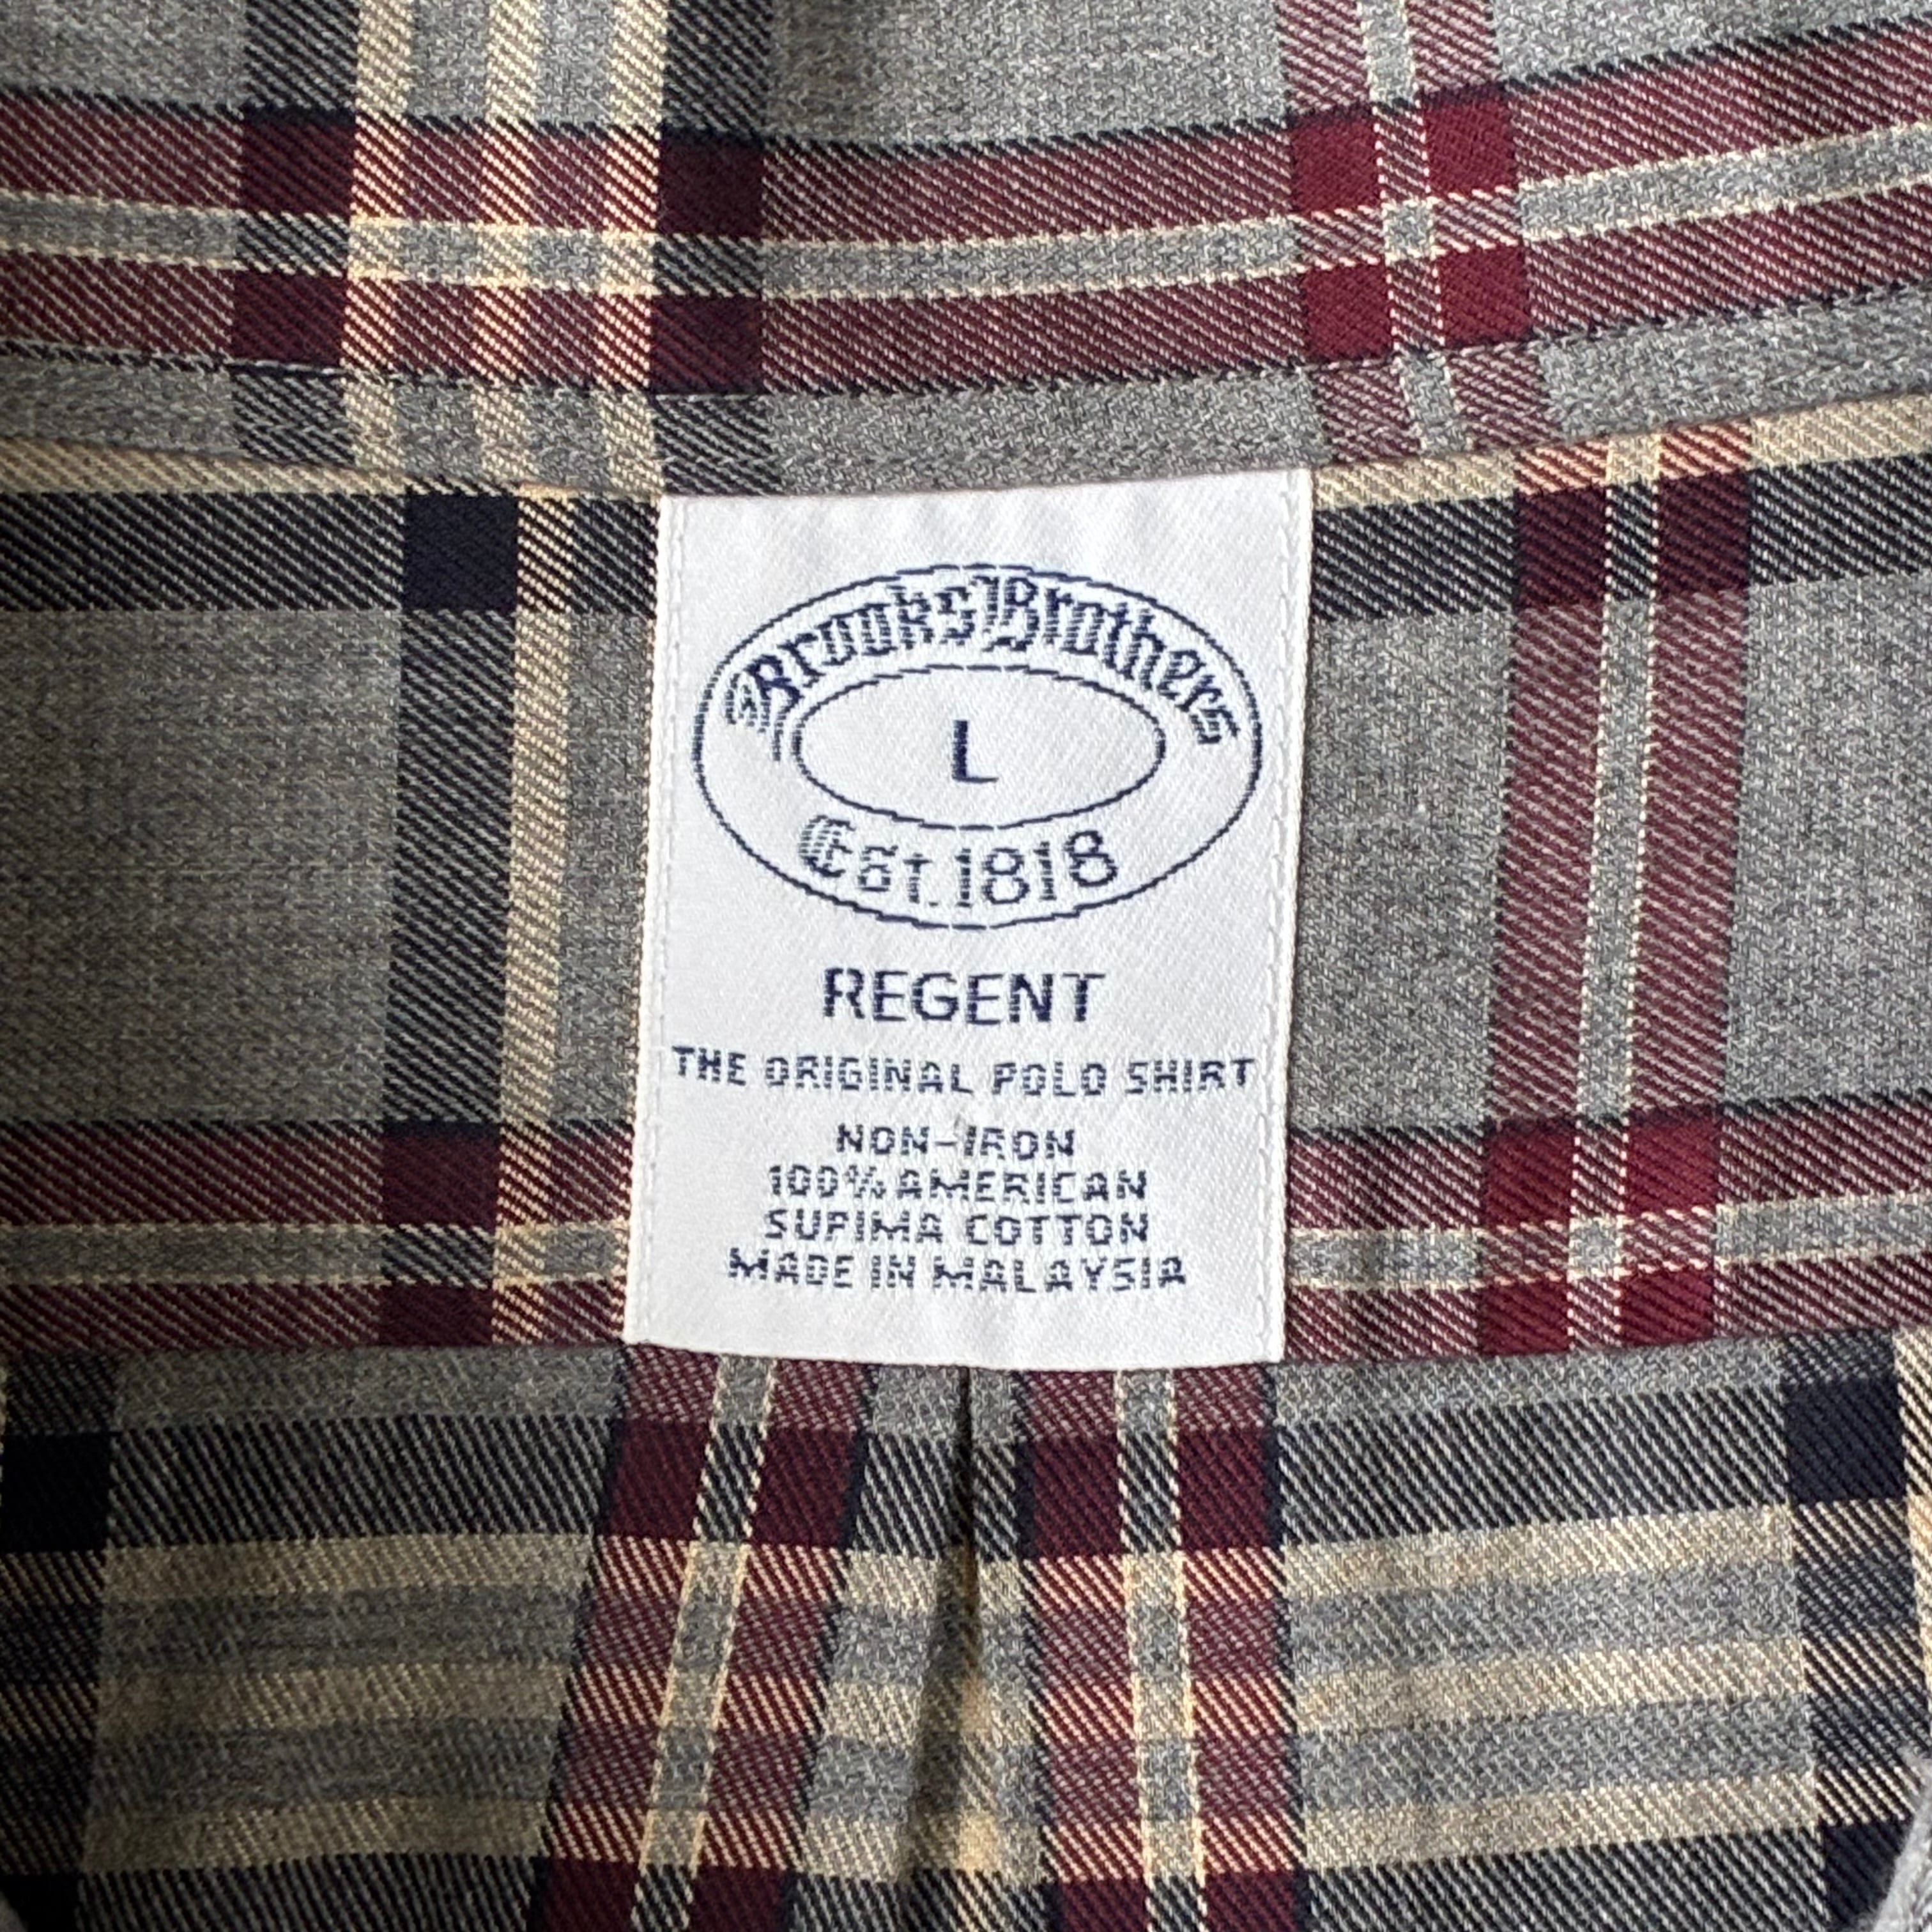 Brooks Brothers
L
Est. 1818
REGENT
THE ORIGINAL POLO SHIRT
NON-IRON
100% AMERICAN
SUPIMA COTTON
MADE IN MALAYSIA